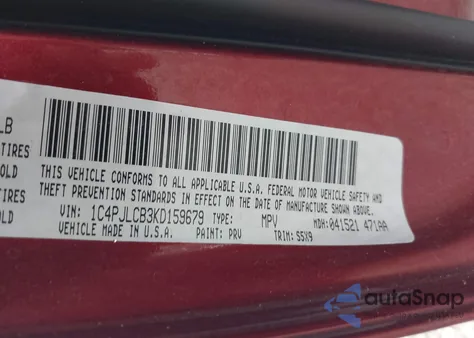 LB
TIRES
OLD
TIRES
OLD
THIS VEHICLE CONFORMS TO ALL APPLICABLE U.S.A. FEDERAL MOTOR VEHICLE SAFETY AND
THEFT PREVENTION STANDARDS IN EFFECT ON THE DATE OF MANUFACTURE SHOWN ABOVE.
VIN: 1C4PJLCB3KD159679 TYPE: MPV MDH: 041521 471AA
VEHICLE MADE IN U.S.A. PAINT: PRV TRIM: S5X9
autoSnap